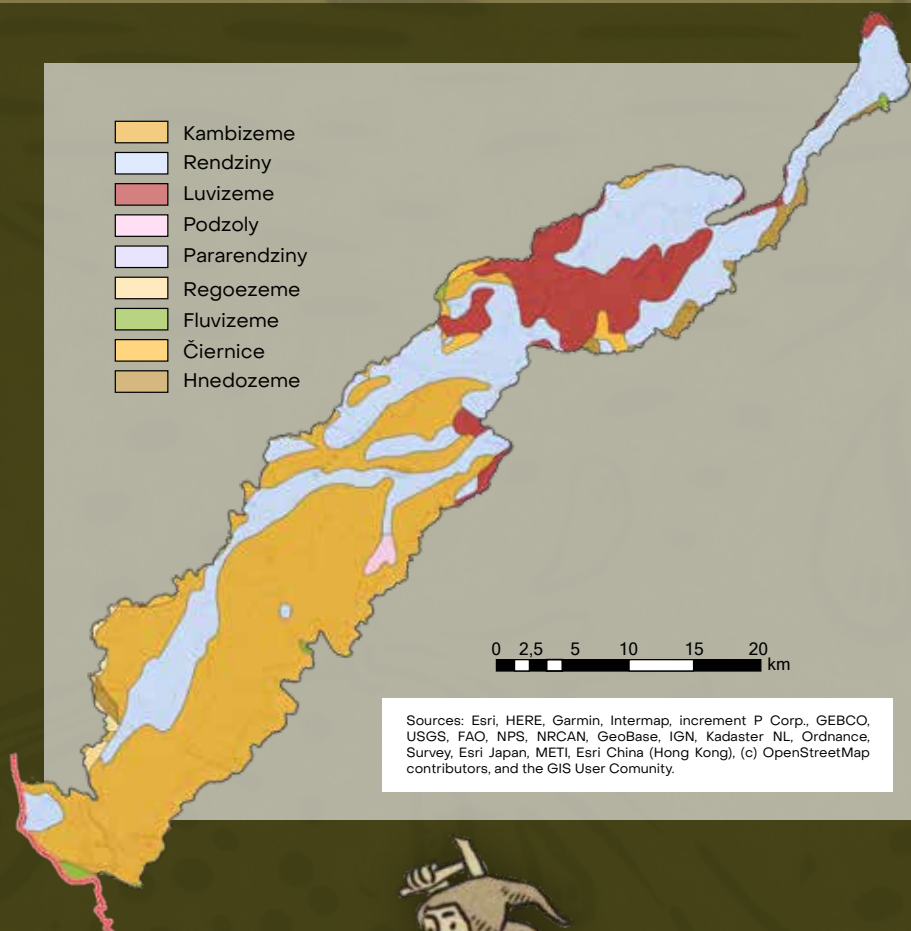 Kambizeme
Rendziny
Luvizeme
Podzoly
Pararendziny
Regoezeme
Fluvizeme
Čiernice
Hnedozeme
0 2,5 5 10 15 20
km
Sources: Esri, HERE, Garmin, Intermap, increment P Corp., GEBCO,
USGS, FAO, NPS, NRCAN, GeoBase, IGN, Kadaster NL, Ordnance,
Survey, Esri Japan, METI, Esri China (Hong Kong), (c) OpenStreetMap
contributors, and the GIS User Comunity.